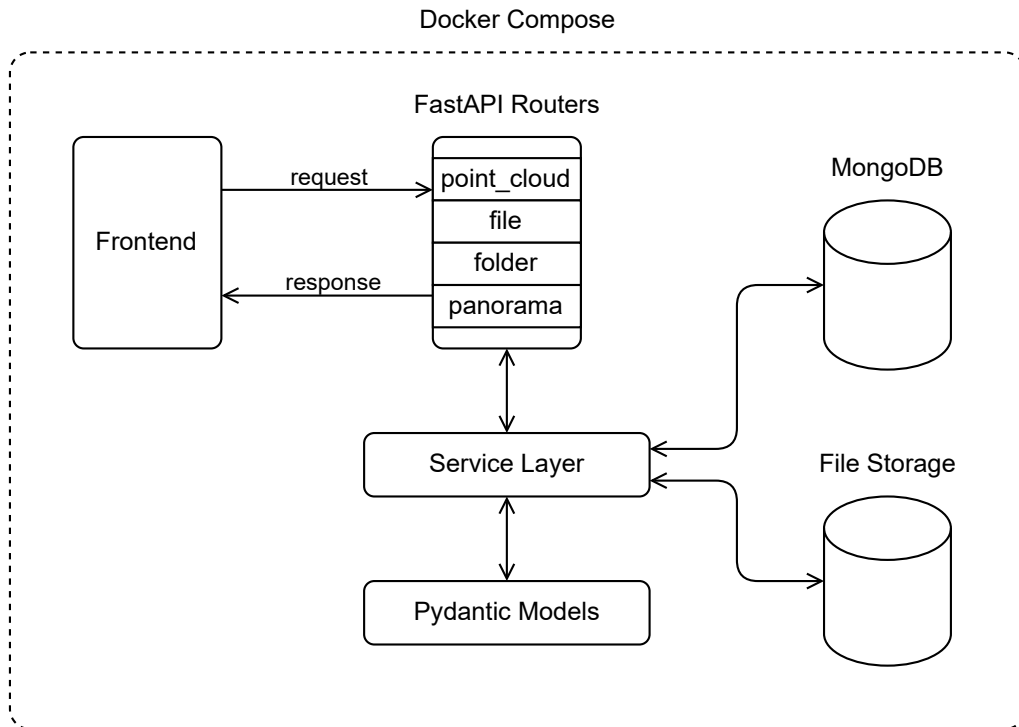 Docker Compose
FastAPI Routers
request
point_cloud
MongoDB
file
Frontend
folder
response
panorama
Service Layer
File Storage
Pydantic Models